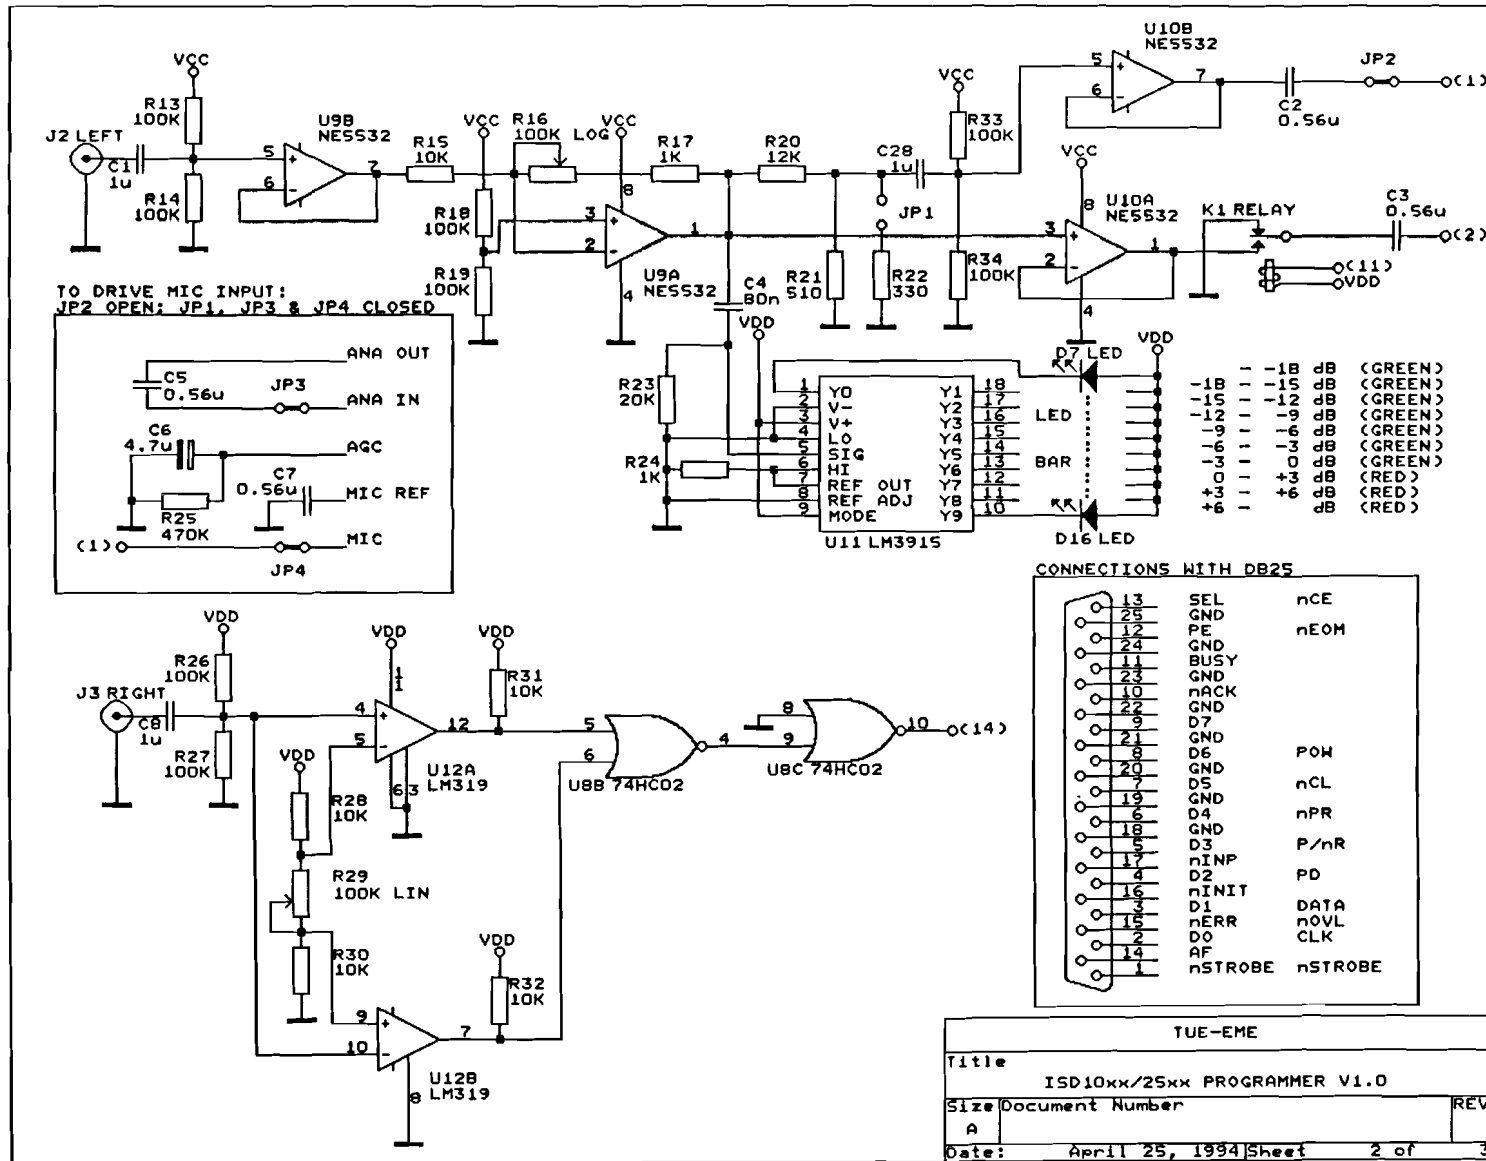 VCC
R13
100K
J2 LEFT
C1
1u
R14
100K
U9B
NE5532
5
6
7
R15
10K
VCC
R16
100K
LOG
VCC
8
R18
100K
R19
100K
3
2
1
4
U9A
NE5532
R17
1K
R20
12K
C28
1u
VCC
R33
100K
JP1
R21
510
R22
330
R34
100K
C4
80n
U10B
NE5532
5
6
7
C2
0.56u
JP2
(1)
VCC
8
U10A
NE5532
3
2
1
4
K1 RELAY
C3
0.56u
(2)
(11)
VDD
TO DRIVE MIC INPUT:
JP2 OPEN; JP1, JP3 & JP4 CLOSED
ANA OUT
C5
0.56u
JP3
ANA IN
C6
4.7u
AGC
C7
0.56u
MIC REF
R25
470K
(1)
MIC
JP4
VDD
R23
20K
R24
1K
1 Y0 Y1 18
2 V- Y2 17
3 V+ Y3 16
4 LO Y4 15
5 SIG Y5 14
6 HI Y6 13
7 REF OUT Y7 12
8 REF ADJ Y8 11
9 MODE Y9 10
U11 LM3915
D7 LED
VDD
LED
BAR
D16 LED
- -18 dB (GREEN)
-18 - -15 dB (GREEN)
-15 - -12 dB (GREEN)
-12 - -9 dB (GREEN)
-9 - -6 dB (GREEN)
-6 - -3 dB (GREEN)
-3 - 0 dB (GREEN)
0 - +3 dB (RED)
+3 - +6 dB (RED)
+6 - dB (RED)
VDD
R26
100K
J3 RIGHT
C8
1u
R27
100K
VDD
11
4
5
12
6 3
U12A
LM319
VDD
R31
10K
VDD
R28
10K
R29
100K LIN
R30
10K
9
10
7
8
U12B
LM319
VDD
R32
10K
5
6
4
U8B 74HC02
8
9
10
U8C 74HC02
(14)
CONNECTIONS WITH DB25
13 SEL nCE
25 GND
12 PE nEOM
24 GND
11 BUSY
23 GND
10 nACK
22 GND
9 D7
21 GND
8 D6 POW
20 GND
7 D5 nCL
19 GND
6 D4 nPR
18 GND
5 D3 P/nR
17 nINP
4 D2 PD
16 nINIT
3 D1 DATA
15 nERR nOVL
2 D0 CLK
14 AF
1 nSTROBE nSTROBE
TUE-EME
Title
ISD10xx/25xx PROGRAMMER V1.0
Size Document Number REV
A
Date: April 25, 1994 Sheet 2 of 3